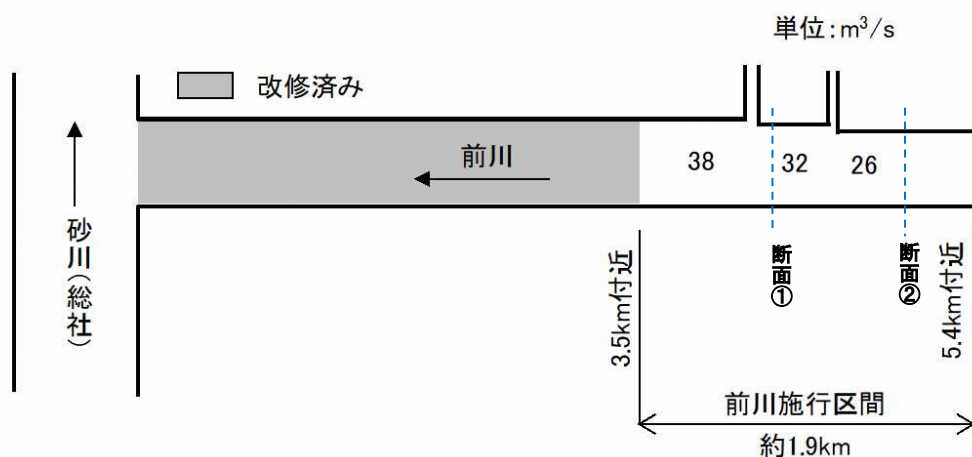 単位:m³/s
改修済み
前川
38
32
26
砂川(総社)
断面①
断面②
3.5km付近
5.4km付近
前川施行区間
約1.9km